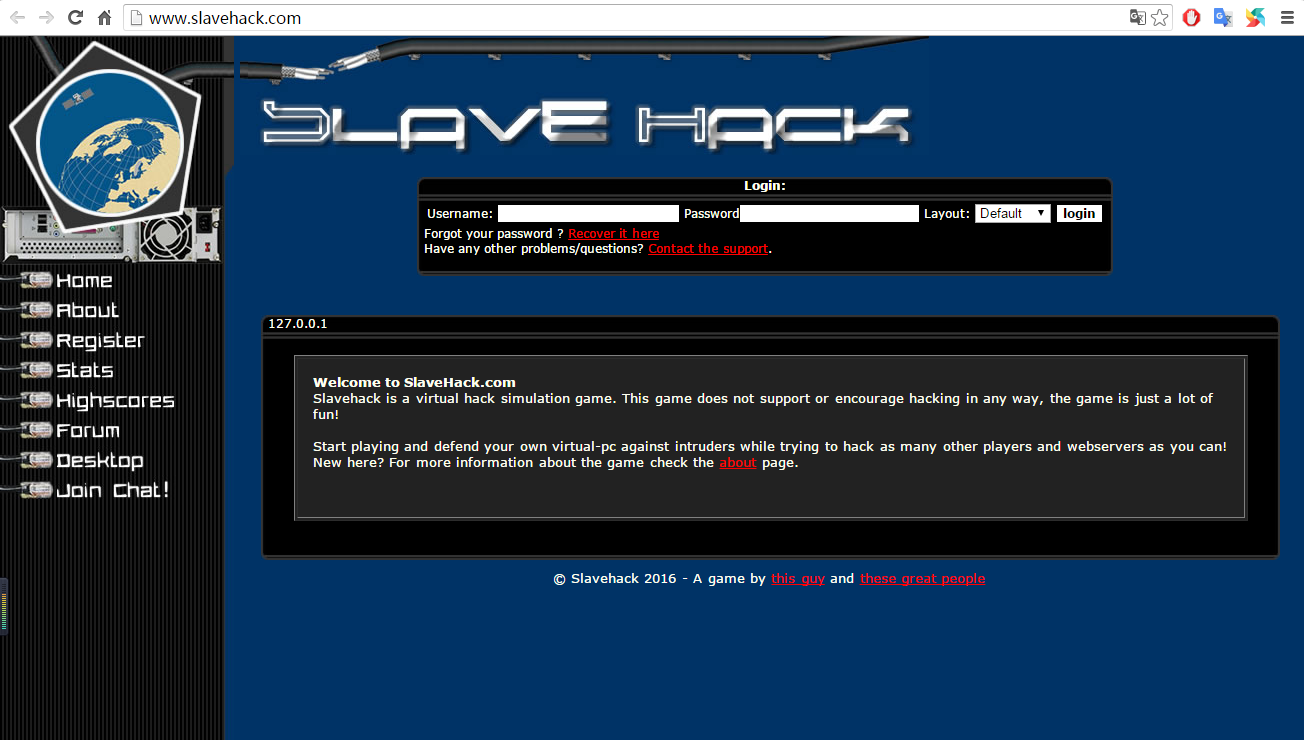 www.slavehack.com
SLAVE HACK
Login:
Username: Password Layout: Default login
Forgot your password ? Recover it here
Have any other problems/questions? Contact the support.
Home
About
Register
Stats
Highscores
Forum
Desktop
Join Chat!
127.0.0.1
Welcome to SlaveHack.com
Slavehack is a virtual hack simulation game. This game does not support or encourage hacking in any way, the game is just a lot of
fun!
Start playing and defend your own virtual-pc against intruders while trying to hack as many other players and webservers as you can!
New here? For more information about the game check the about page.
© Slavehack 2016 - A game by this guy and these great people